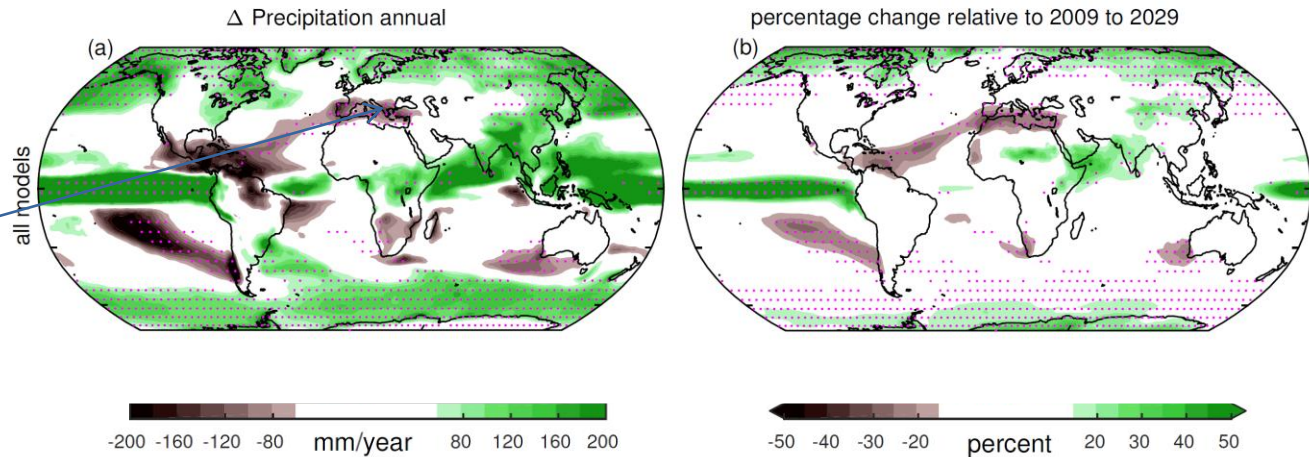 Δ Precipitation annual
percentage change relative to 2009 to 2029
(a)
(b)
all models
-200 -160 -120 -80 mm/year 80 120 160 200
-50 -40 -30 -20 percent 20 30 40 50